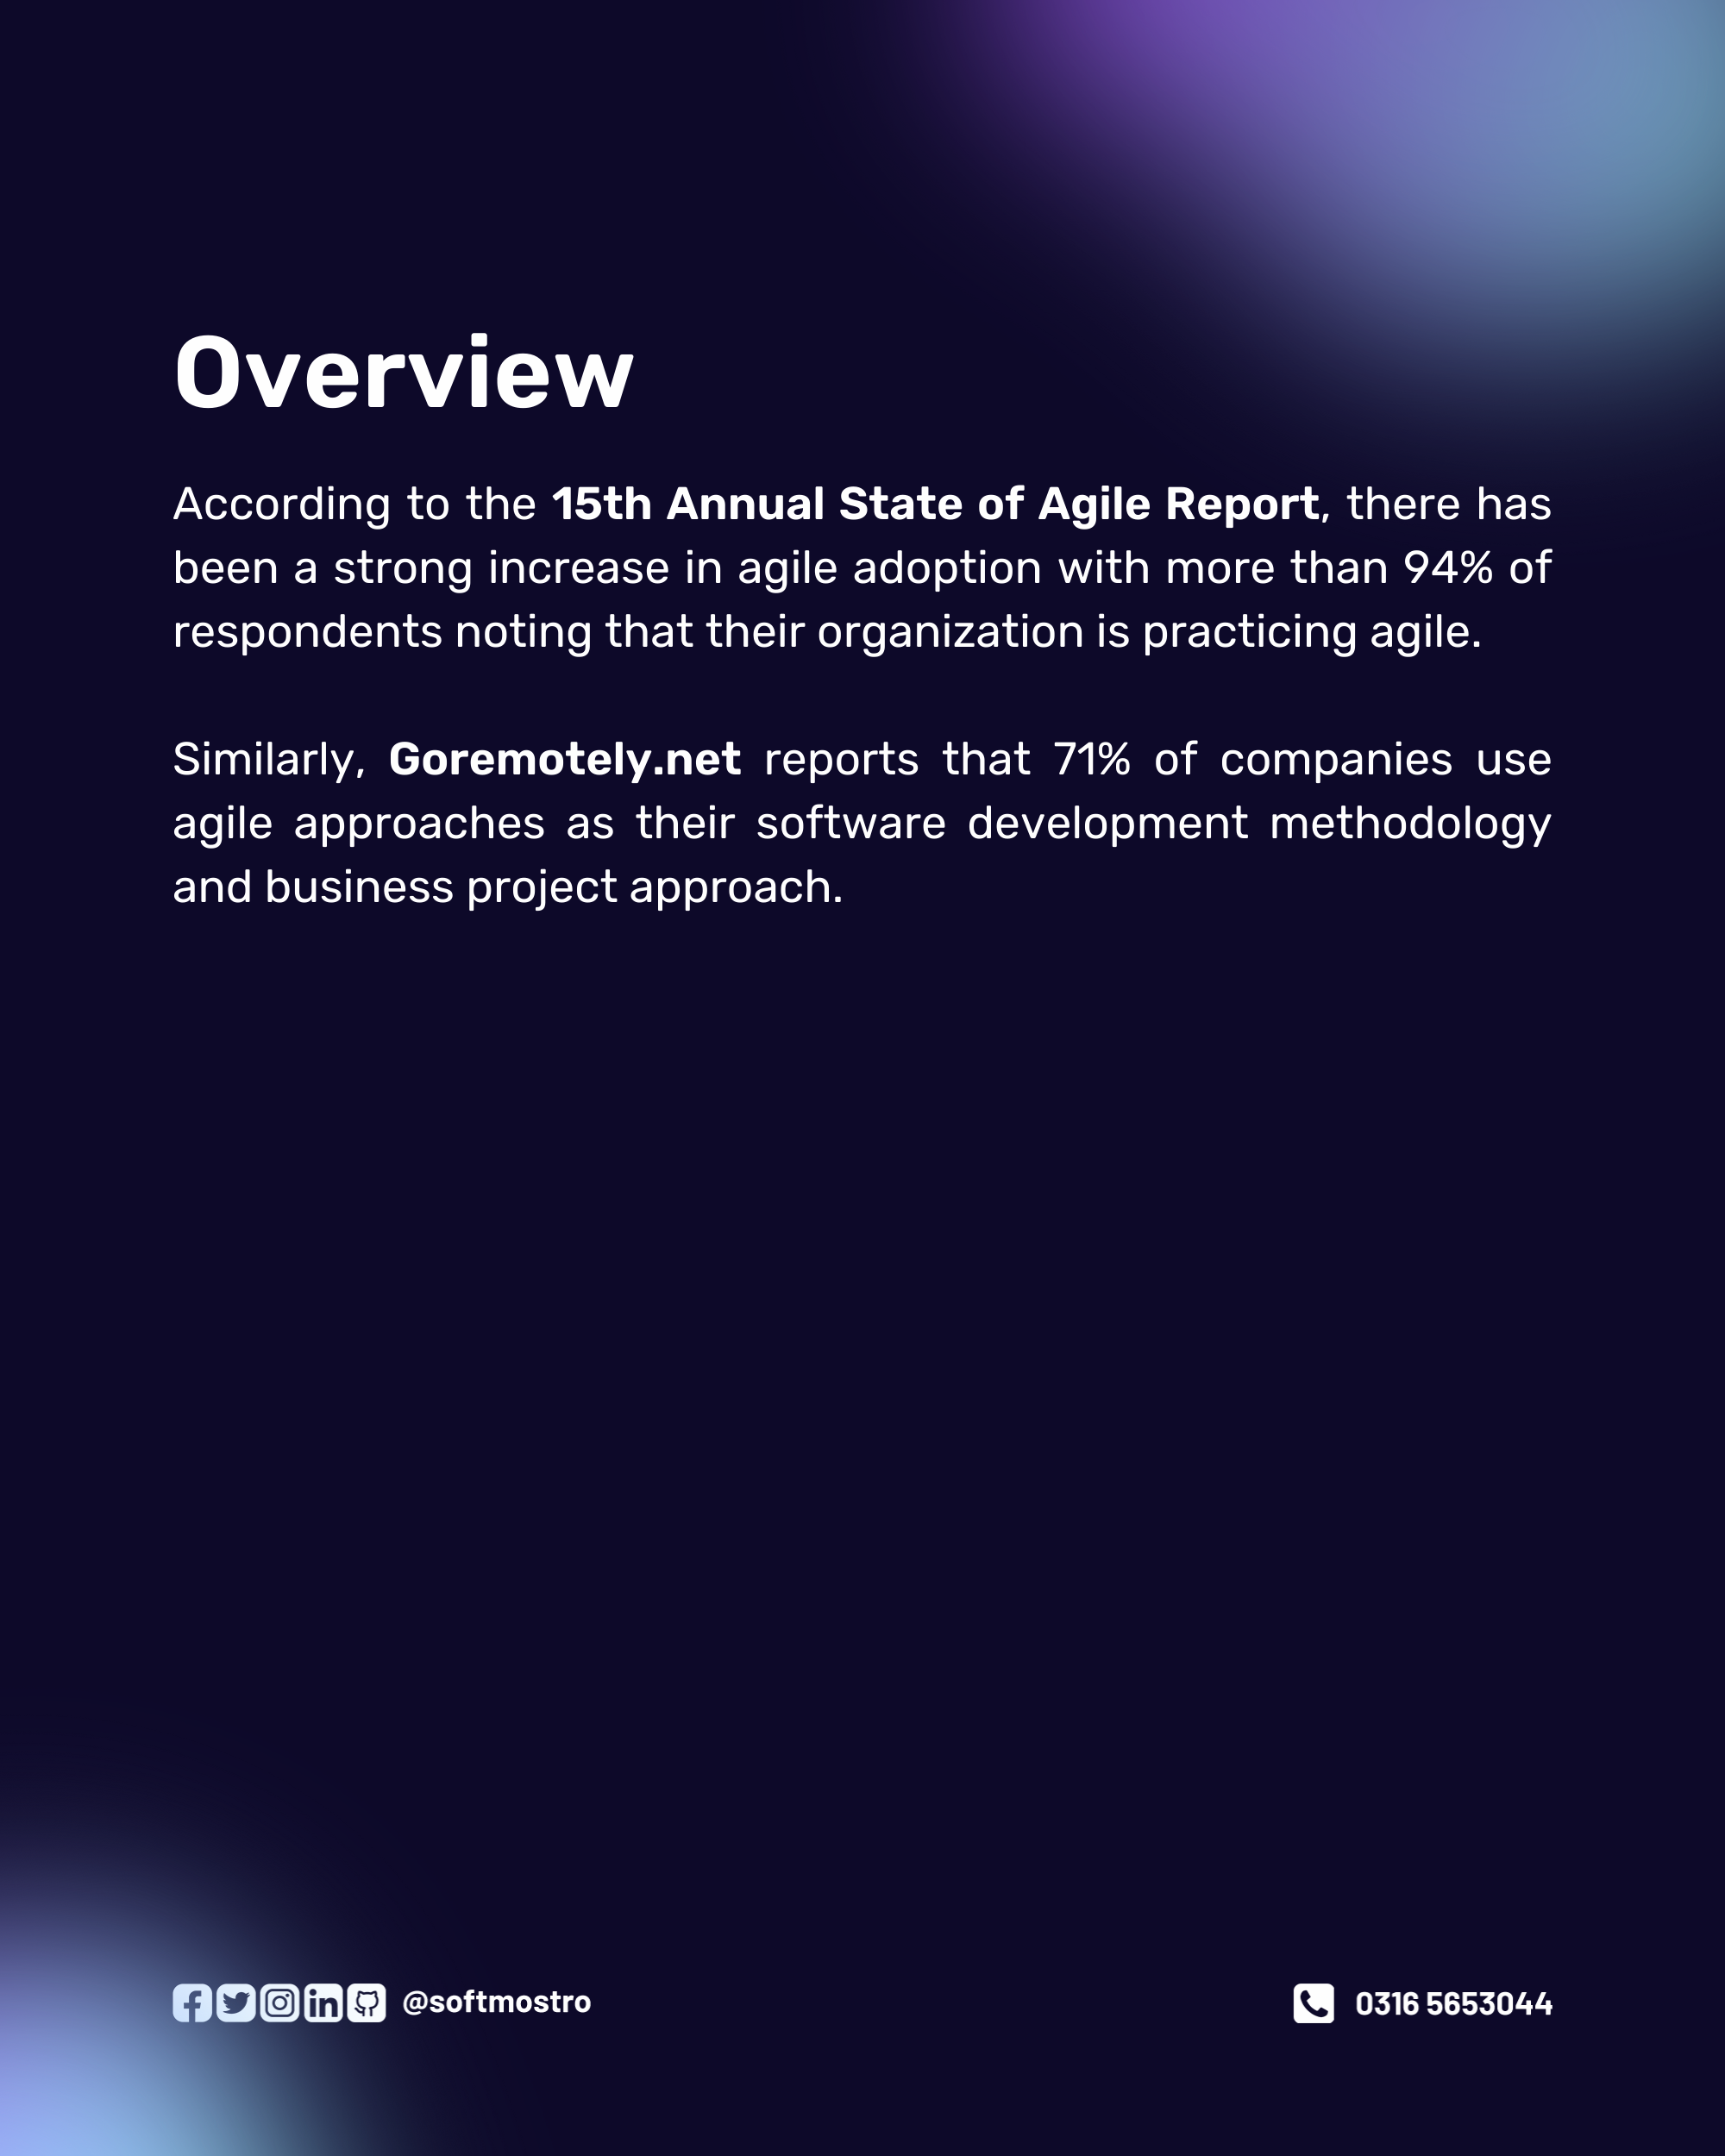 Overview
According to the 15th Annual State of Agile Report, there has
been a strong increase in agile adoption with more than 94% of
respondents noting that their organization is practicing agile.
Similarly, Goremotely.net reports that 71% of companies use
agile approaches as their software development methodology
and business project approach.
@softmostro
0316 5653044